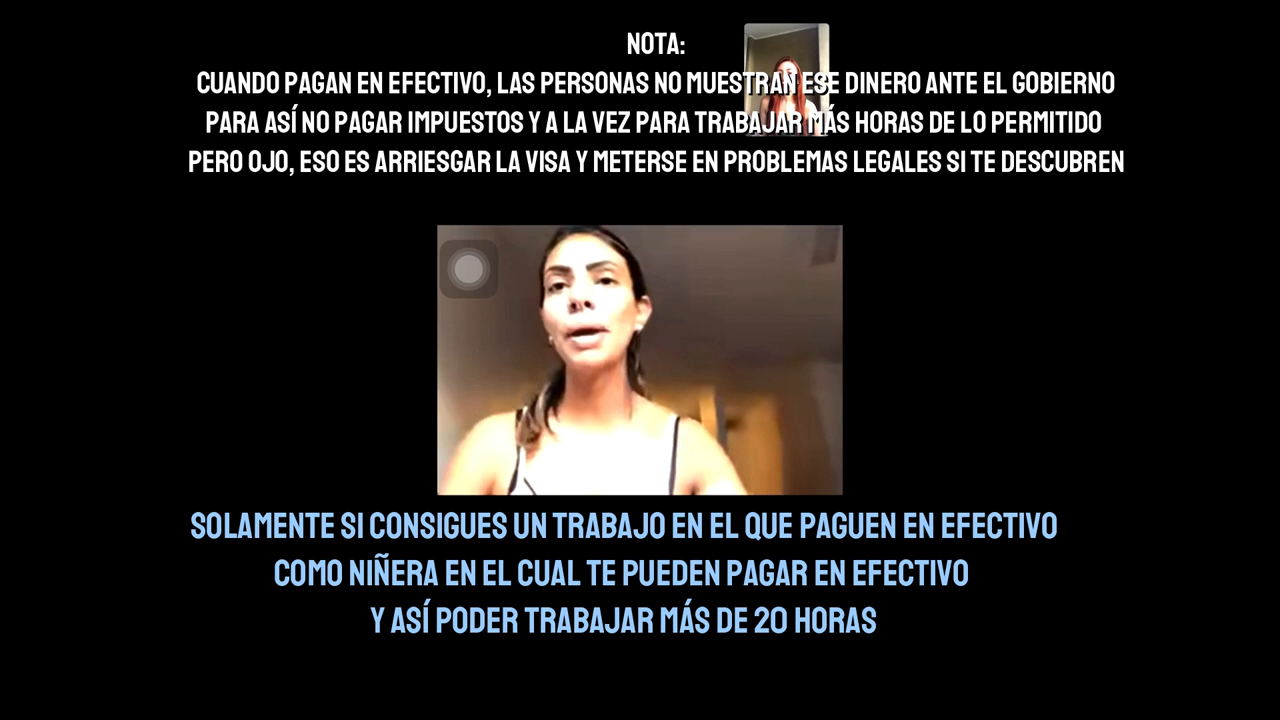 NOTA:
CUANDO PAGAN EN EFECTIVO, LAS PERSONAS NO MUESTRAN ESE DINERO ANTE EL GOBIERNO
PARA ASÍ NO PAGAR IMPUESTOS Y A LA VEZ PARA TRABAJAR MÁS HORAS DE LO PERMITIDO
PERO OJO, ESO ES ARRIESGAR LA VISA Y METERSE EN PROBLEMAS LEGALES SI TE DESCUBREN
SOLAMENTE SI CONSIGUES UN TRABAJO EN EL QUE PAGUEN EN EFECTIVO
COMO NIÑERA EN EL CUAL TE PUEDEN PAGAR EN EFECTIVO
Y ASÍ PODER TRABAJAR MÁS DE 20 HORAS